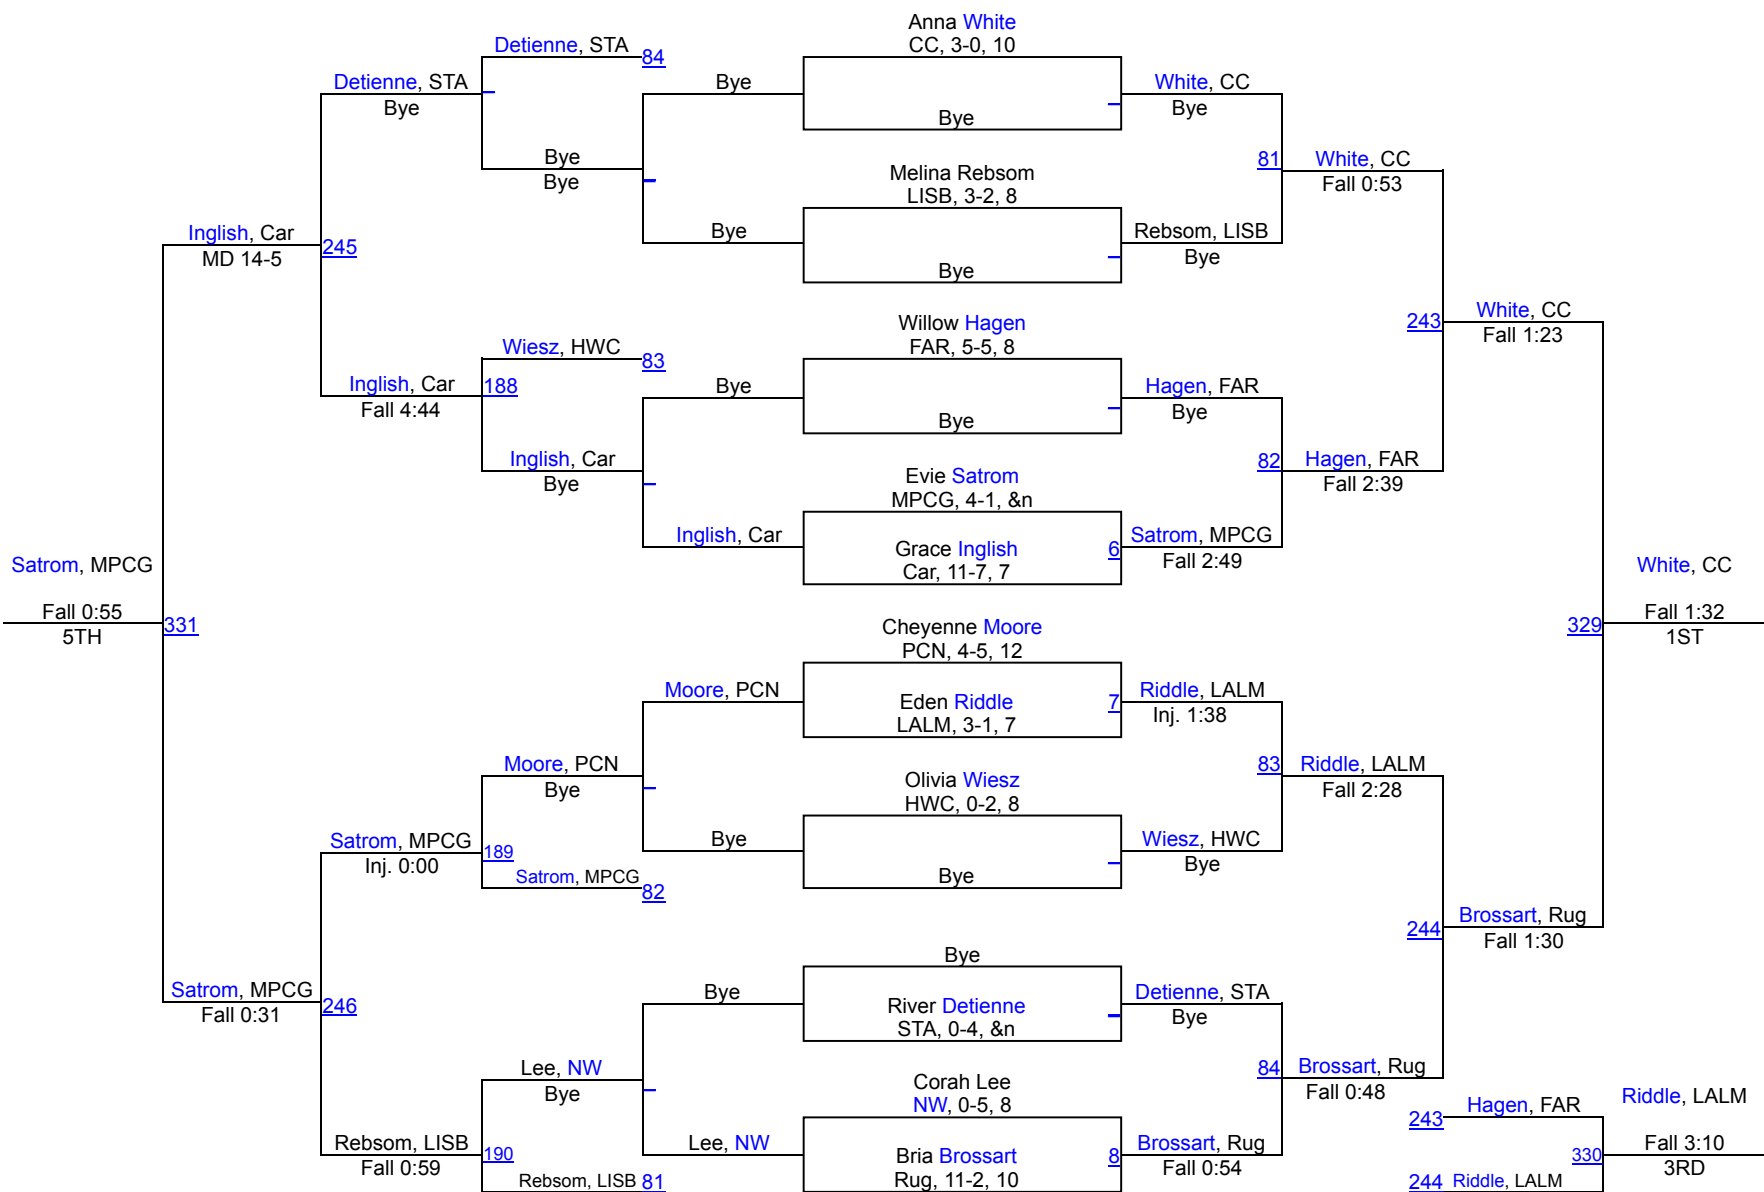 Anna White
CC, 3-0, 10
Detienne, STA
84
Detienne, STA
Bye
Bye
White, CC
Bye
Bye
Bye
Bye
81
White, CC
Fall 0:53
Melina Rebsom
LISB, 3-2, 8
Inglish, Car
MD 14-5
245
Bye
Rebsom, LISB
Bye
Bye
Willow Hagen
FAR, 5-5, 8
243
White, CC
Fall 1:23
Wiesz, HWC
83
Inglish, Car
Fall 4:44
188
Bye
Hagen, FAR
Bye
Bye
Inglish, Car
Bye
82
Hagen, FAR
Fall 2:39
Evie Satrom
MPCG, 4-1, &n
Inglish, Car
Grace Inglish
Car, 11-7, 7
6
Satrom, MPCG
Fall 2:49
Satrom, MPCG
Fall 0:55
5TH
331
White, CC
Fall 1:32
1ST
329
Cheyenne Moore
PCN, 4-5, 12
Moore, PCN
Eden Riddle
LALM, 3-1, 7
7
Riddle, LALM
Inj. 1:38
Moore, PCN
Bye
83
Riddle, LALM
Fall 2:28
Olivia Wiesz
HWC, 0-2, 8
Satrom, MPCG
Inj. 0:00
189
Bye
Wiesz, HWC
Bye
Bye
Satrom, MPCG
82
244
Brossart, Rug
Fall 1:30
Bye
Satrom, MPCG
Fall 0:31
246
Bye
River Detienne
STA, 0-4, &n
Detienne, STA
Bye
Lee, NW
Bye
84
Brossart, Rug
Fall 0:48
Corah Lee
NW, 0-5, 8
243
Hagen, FAR
Riddle, LALM
Rebsom, LISB
Fall 0:59
190
Lee, NW
Bria Brossart
Rug, 11-2, 10
8
Brossart, Rug
Fall 0:54
330
Fall 3:10
3RD
Rebsom, LISB
81
244
Riddle, LALM